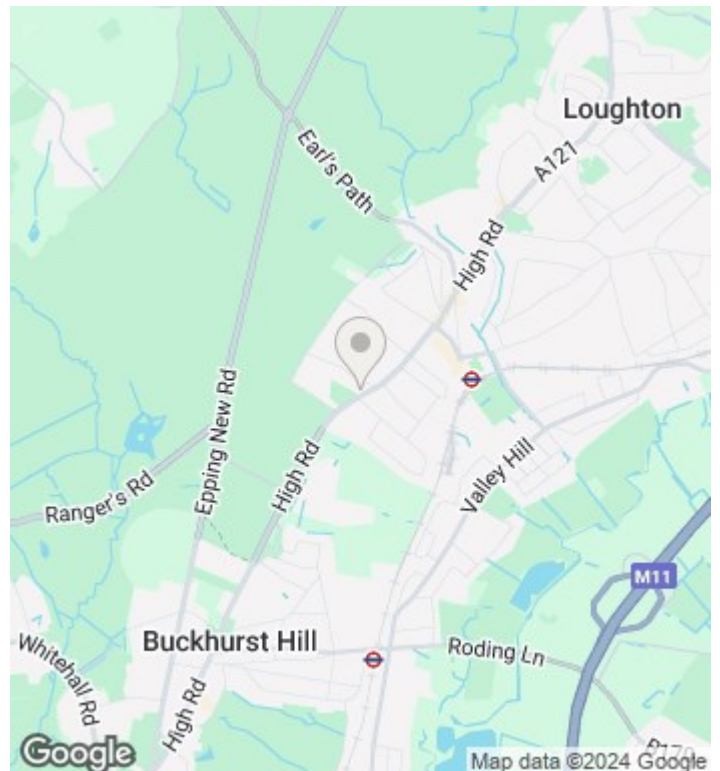 Loughton
A121
Earl's Path
High Rd
Epping New Rd
High Rd
Valley Hill
Ranger's Rd
M11
Buckhurst Hill
Roding Ln
Whitehall Rd
High Rd
Google
Map data ©2024 Google